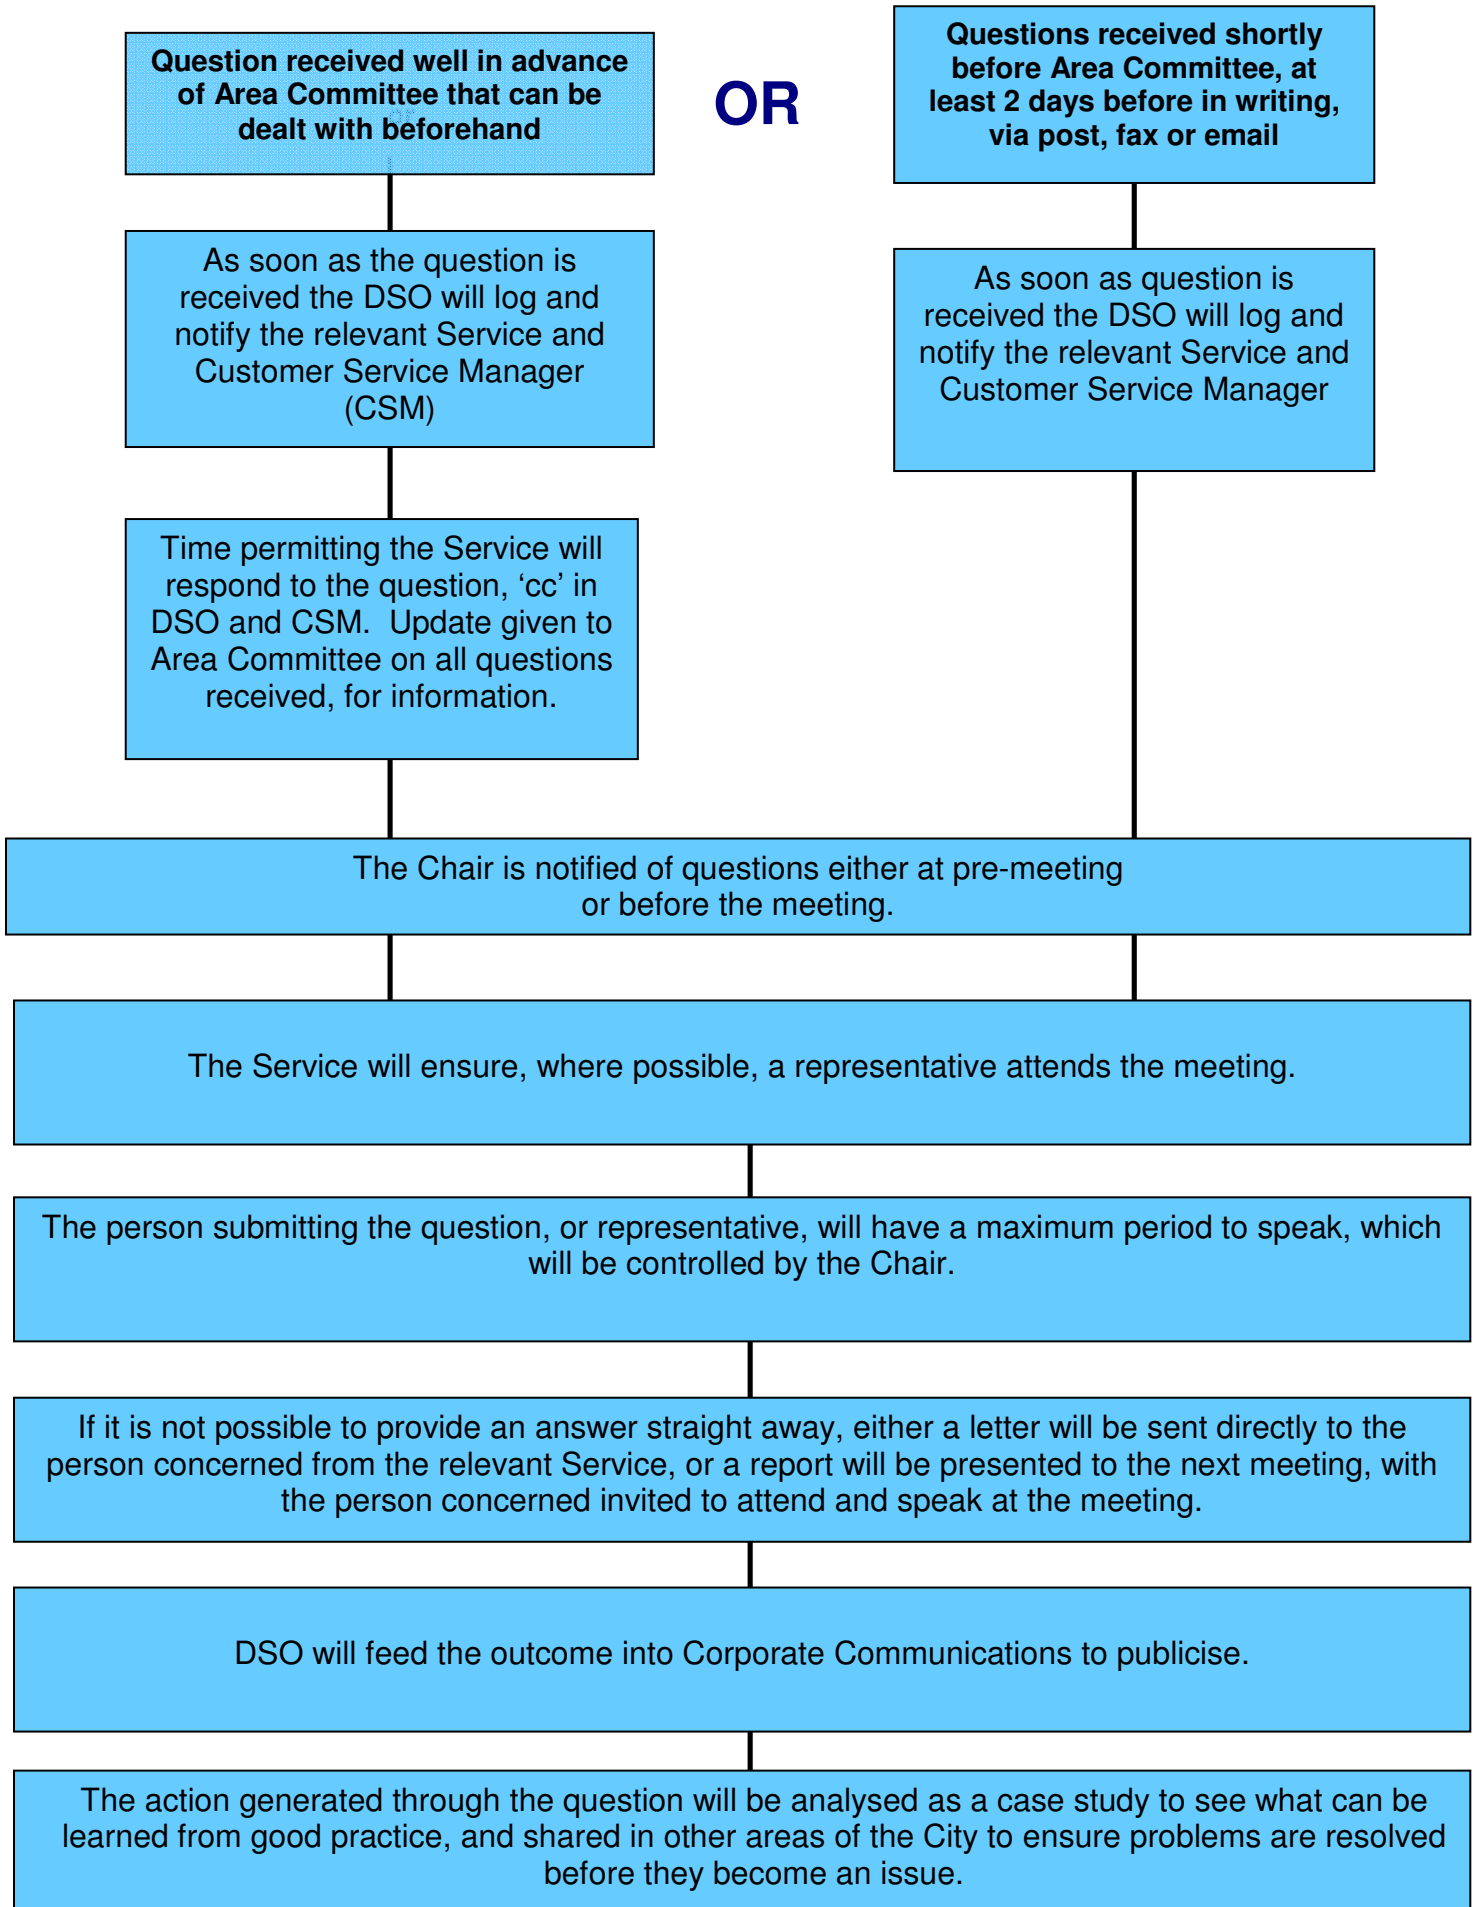 Question received well in advance
of Area Committee that can be
dealt with beforehand
or
OR
Questions received shortly
before Area Committee, at
least 2 days before in writing,
via post, fax or email
As soon as the question is
received the DSO will log and
notify the relevant Service and
Customer Service Manager
(CSM)
As soon as question is
received the DSO will log and
notify the relevant Service and
Customer Service Manager
Time permitting the Service will
respond to the question, ‘cc’ in
DSO and CSM.  Update given to
Area Committee on all questions
received, for information.
The Chair is notified of questions either at pre-meeting
or before the meeting.
The Service will ensure, where possible, a representative attends the meeting.
The person submitting the question, or representative, will have a maximum period to speak, which
will be controlled by the Chair.
If it is not possible to provide an answer straight away, either a letter will be sent directly to the
person concerned from the relevant Service, or a report will be presented to the next meeting, with
the person concerned invited to attend and speak at the meeting.
DSO will feed the outcome into Corporate Communications to publicise.
The action generated through the question will be analysed as a case study to see what can be
learned from good practice, and shared in other areas of the City to ensure problems are resolved
before they become an issue.